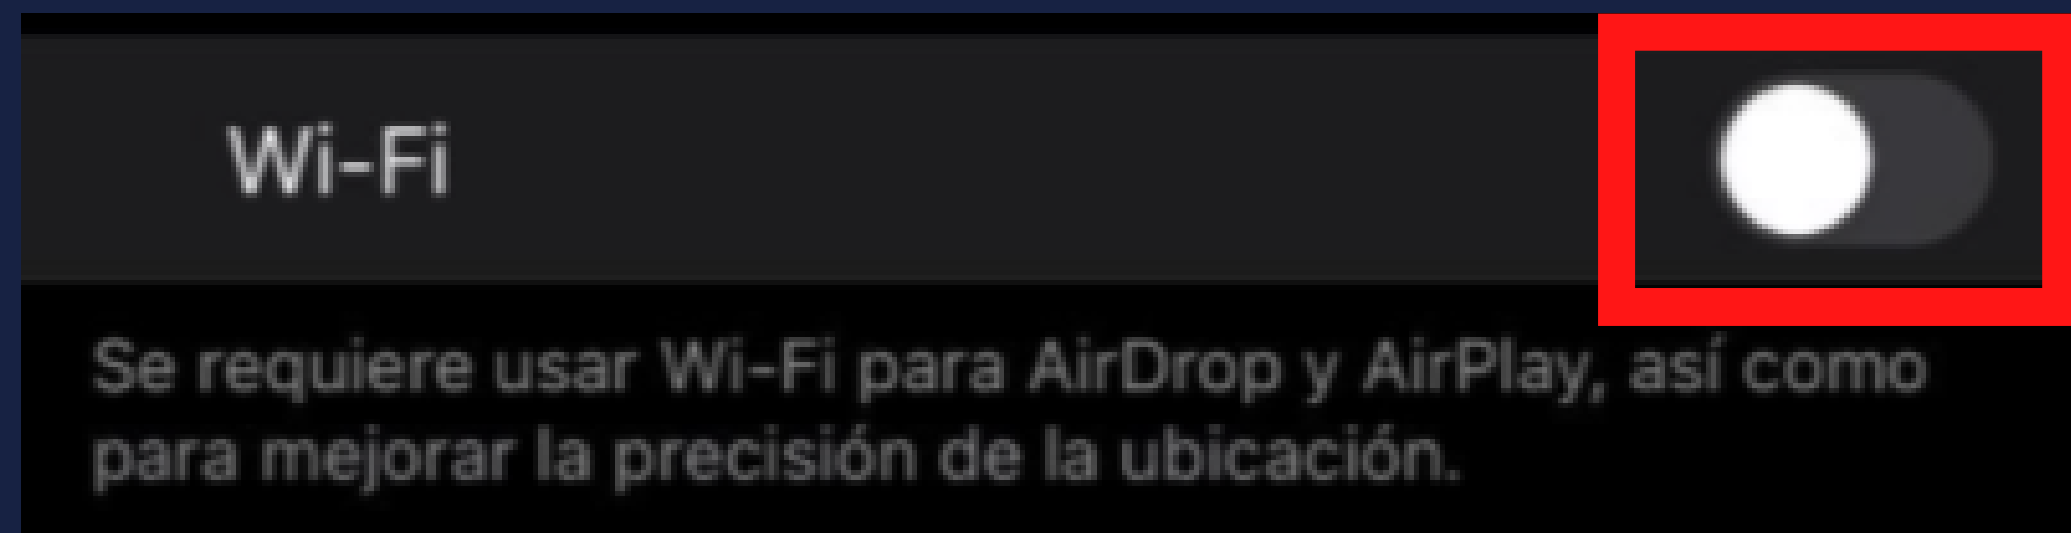 Wi-Fi
Se requiere usar Wi-Fi para AirDrop y AirPlay, así como
para mejorar la precisión de la ubicación.